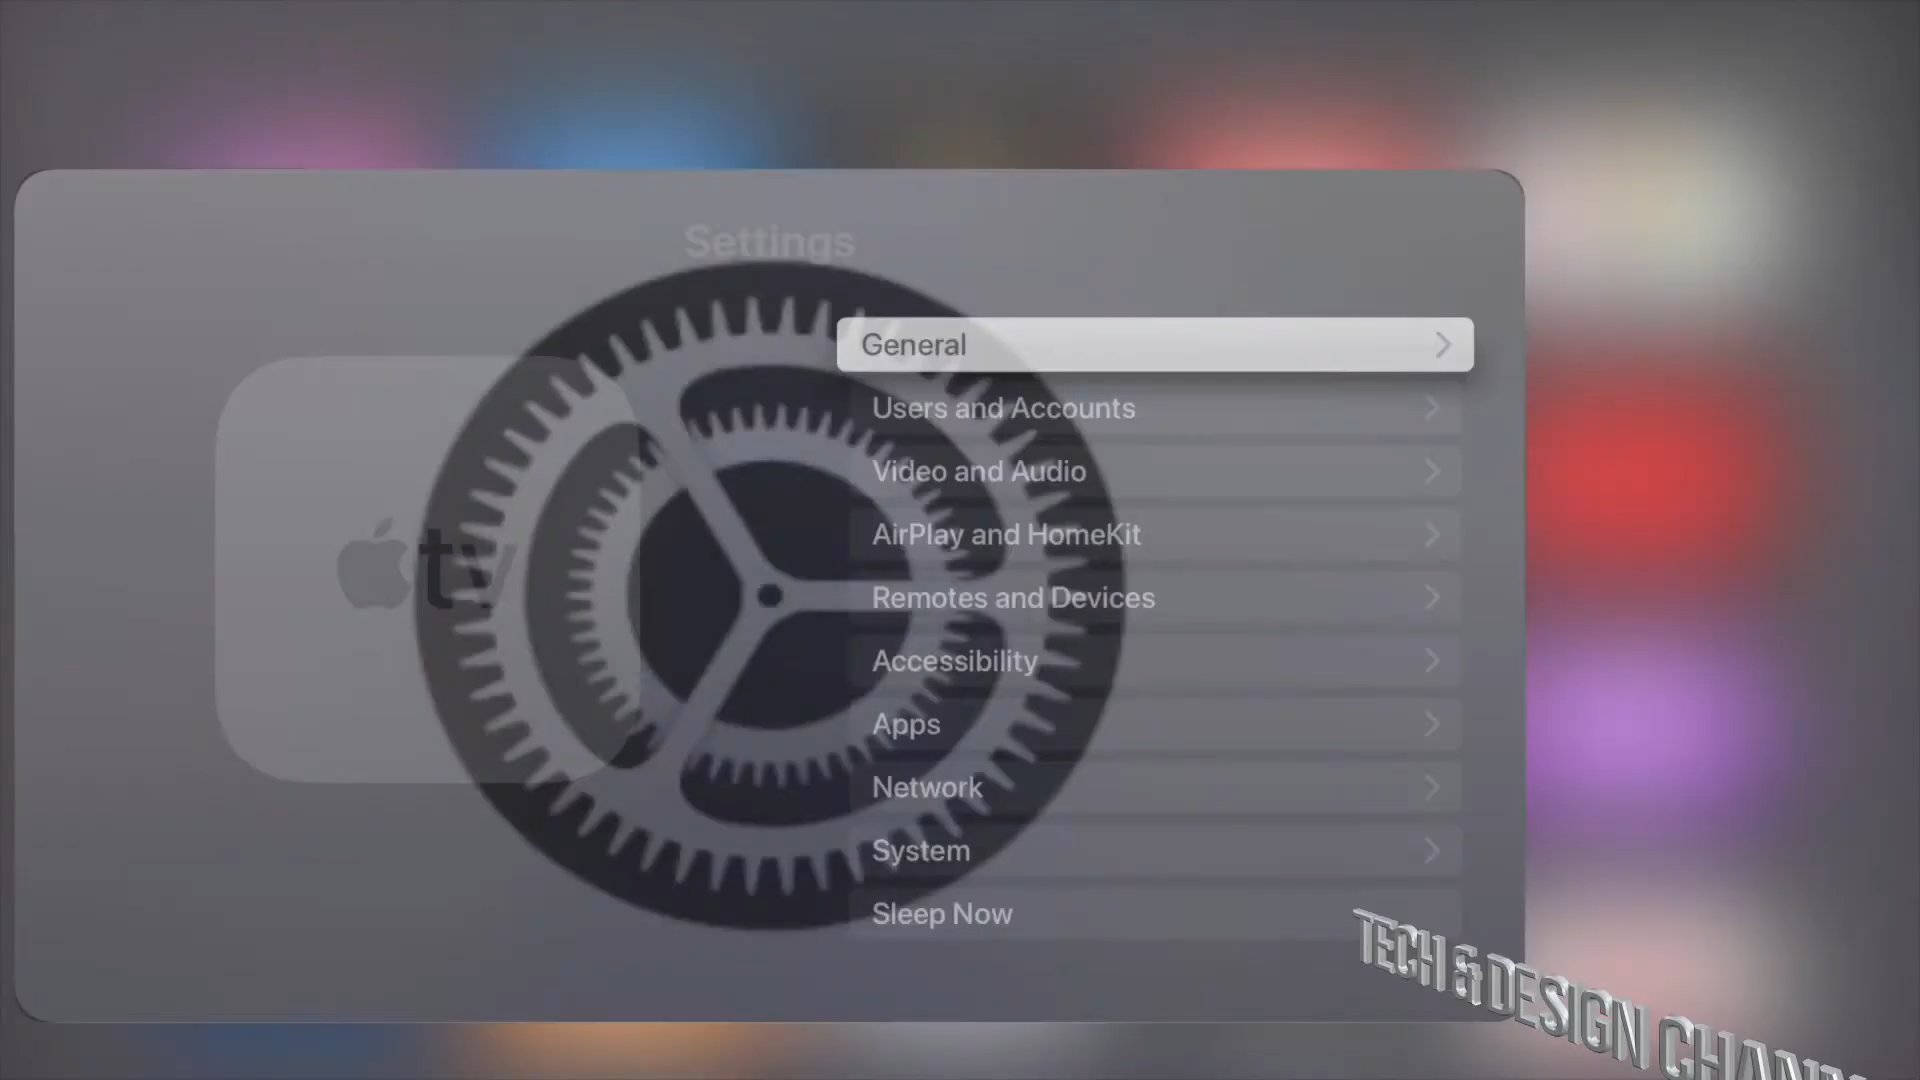 Settings
General
Users and Accounts
Video and Audio
tv
AirPlay and HomeKit
Remotes and Devices
Accessibility
Apps
Network
System
Sleep Now
TECH & DESIGN CHANN